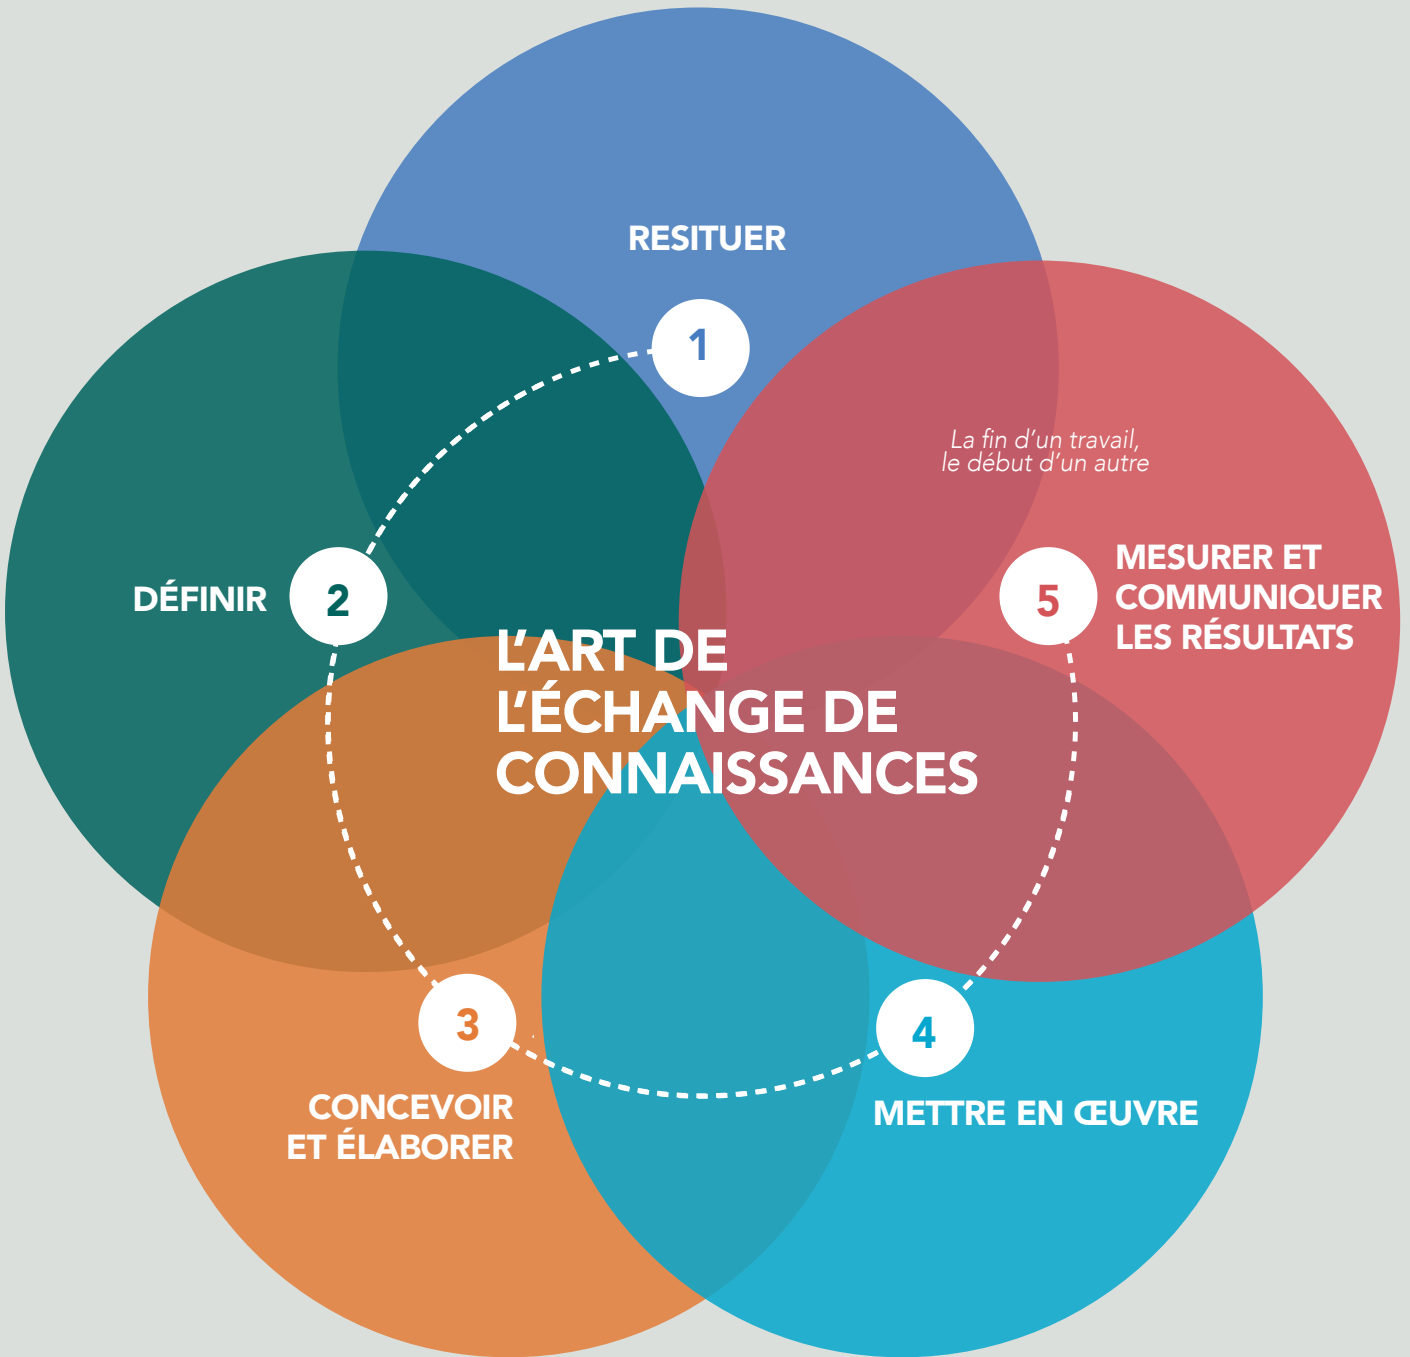 RESITUER
1
La fin d'un travail,
le début d'un autre
DÉFINIR
2
5
MESURER ET
COMMUNIQUER
LES RÉSULTATS
L'ART DE
L'ÉCHANGE DE
CONNAISSANCES
3
CONCEVOIR
ET ÉLABORER
4
METTRE EN ŒUVRE